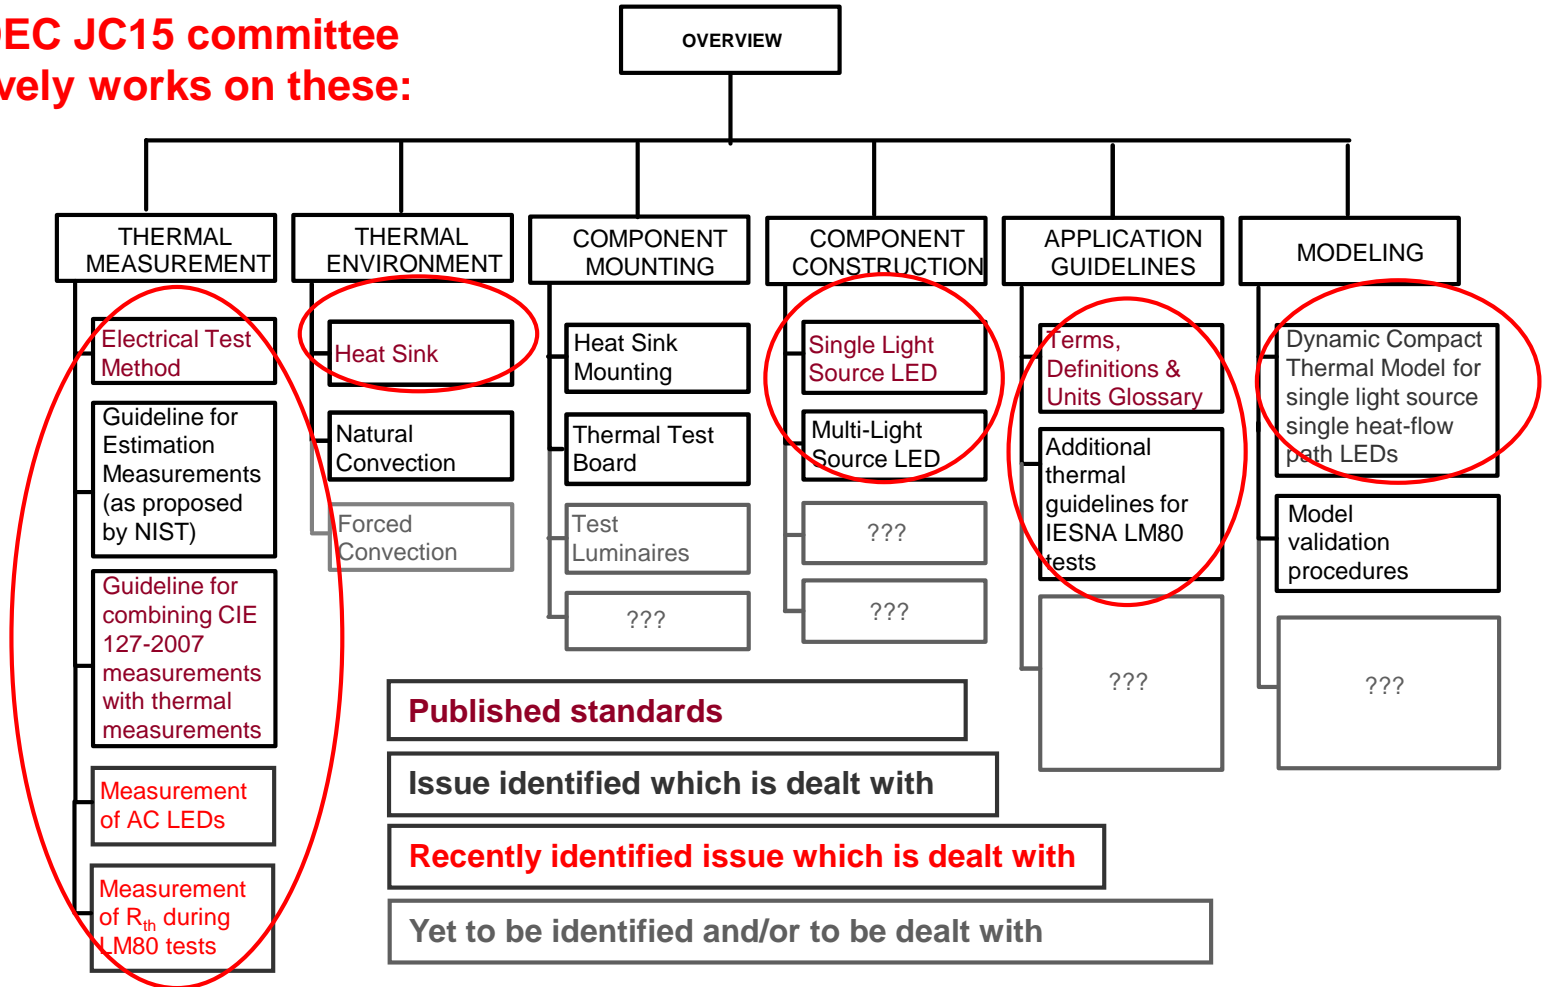 DEC JC15 committee
vely works on these:
OVERVIEW
THERMAL
MEASUREMENT
THERMAL
ENVIRONMENT
COMPONENT
MOUNTING
COMPONENT
CONSTRUCTION
APPLICATION
GUIDELINES
MODELING
Electrical Test
Method
Guideline for
Estimation
Measurements
(as proposed
by NIST)
Guideline for
combining CIE
127-2007
measurements
with thermal
measurements
Measurement
of AC LEDs
Measurement
of Rth during
LM80 tests
Heat Sink
Natural
Convection
Forced
Convection
Heat Sink
Mounting
Thermal Test
Board
Test
Luminaires
???
Single Light
Source LED
Multi-Light
Source LED
???
???
Terms,
Definitions &
Units Glossary
Additional
thermal
guidelines for
IESNA LM80
tests
???
Dynamic Compact
Thermal Model for
single light source
single heat-flow
path LEDs
Model
validation
procedures
???
Published standards
Issue identified which is dealt with
Recently identified issue which is dealt with
Yet to be identified and/or to be dealt with